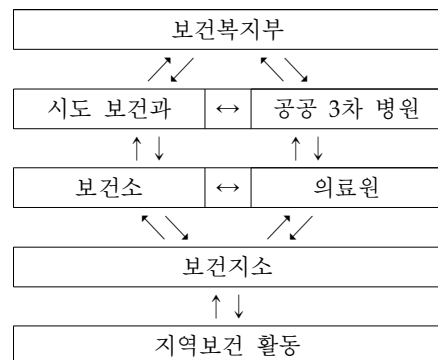 보건복지부
↗ ↙ ↖ ↘
시도 보건과 ↔ 공공 3차 병원
↑ ↓ ↑ ↓
보건소 ↔ 의료원
↖ ↘ ↗ ↙
보건지소
↑ ↓
지역보건 활동